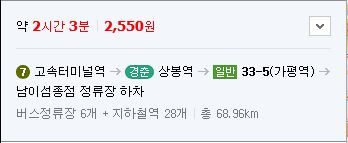 약 2시간 3분 | 2,550원
7 고속터미널역 → 경춘 상봉역 → 일반 33-5(가평역) →
남이섬종점 정류장 하차
버스정류장 6개 + 지하철역 28개 | 총 68.96km